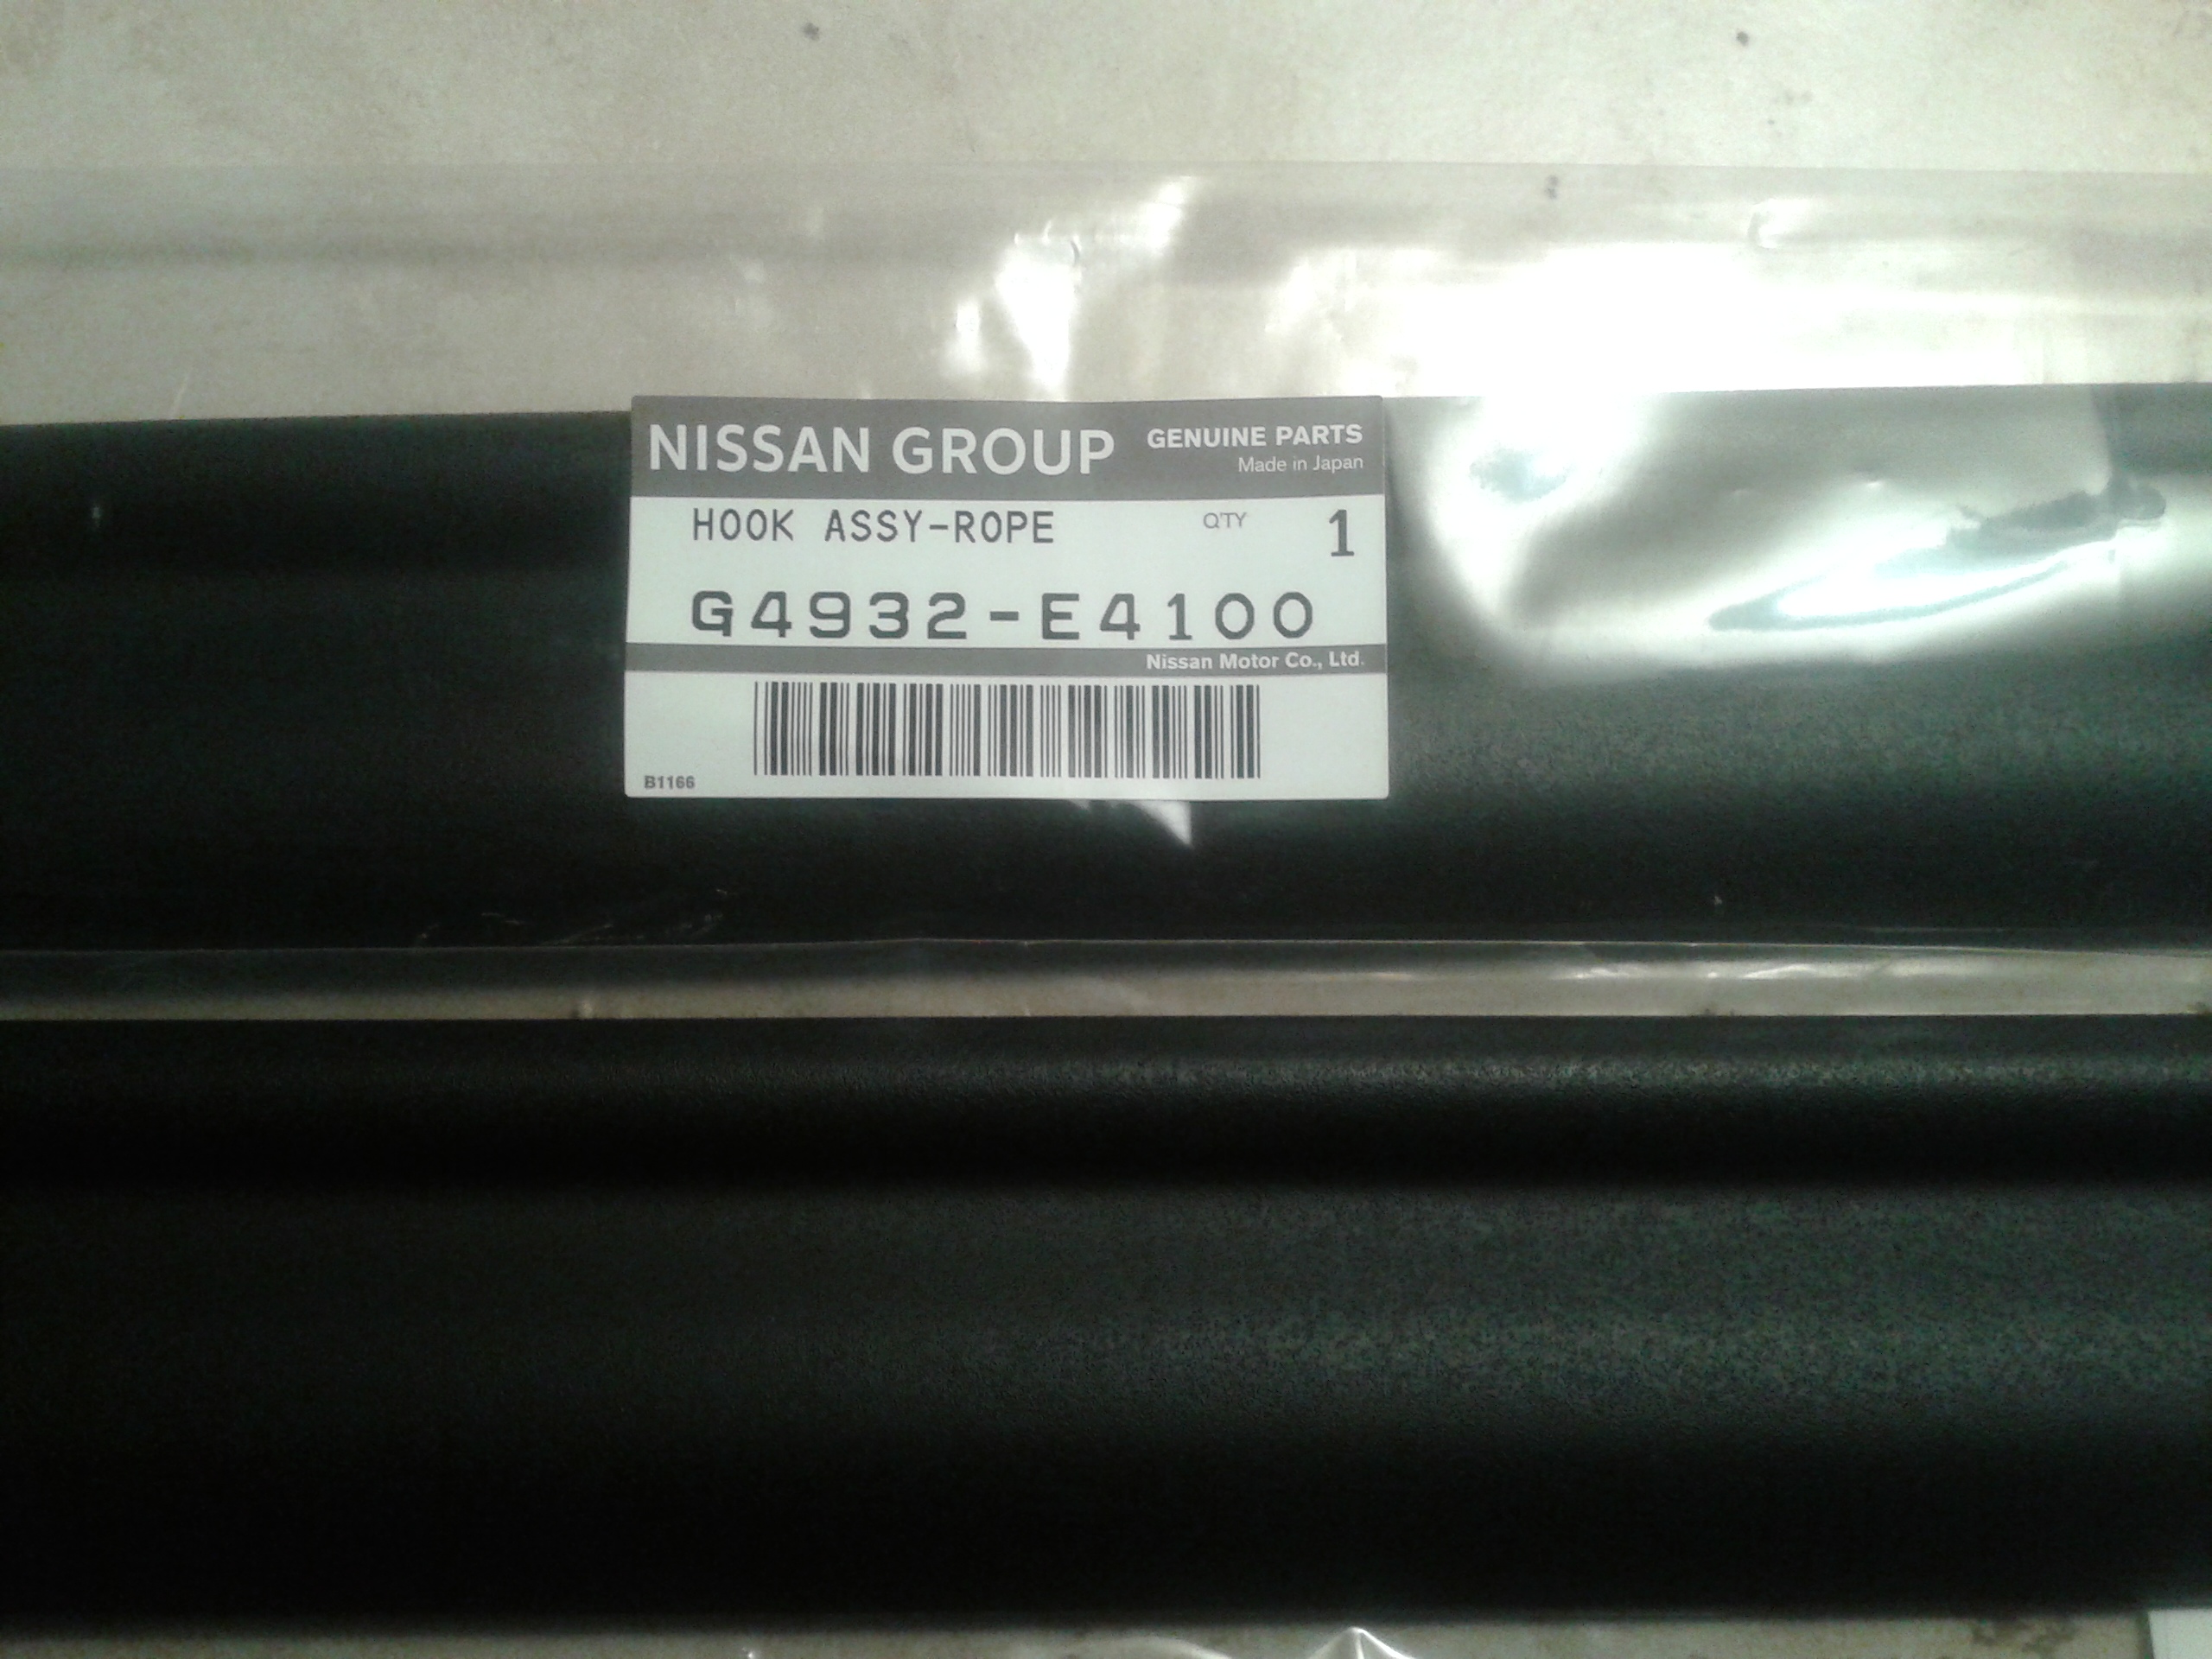 NISSAN GROUP GENUINE PARTS
Made in Japan
HOOK ASSY-ROPE Q'TY 1
G4932-E4100
Nissan Motor Co., Ltd.
B1166